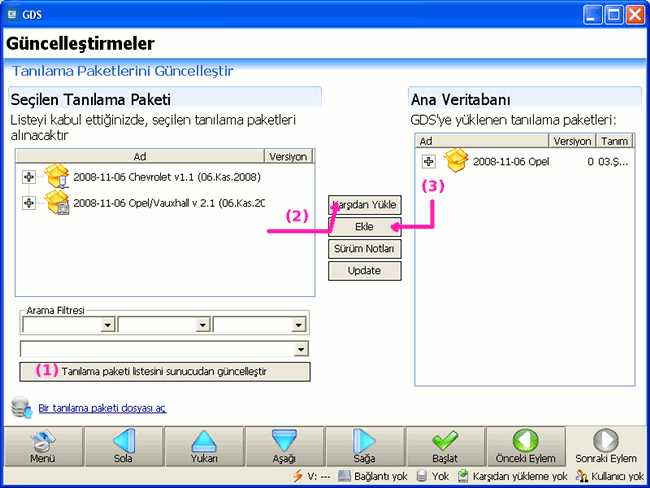 GDS
Güncelleştirmeler
Tanılama Paketlerini Güncelleştir
Seçilen Tanılama Paketi
Listeyi kabul ettiğinizde, seçilen tanılama paketleri
alınacaktır
Ad Versiyon
2008-11-06 Chevrolet v1.1 (06.Kas.2008)
2008-11-06 Opel/Vauxhall v 2.1 (06.Kas.20
(2)
Karşıdan Yükle
Ekle
Sürüm Notları
Update
(3)
Ana Veritabanı
GDS'ye yüklenen tanılama paketleri:
Ad Versiyon Tanım
2008-11-06 Opel 0 03.Ş...
Arama Filtresi
(1) Tanılama paketi listesini sunucudan güncelleştir
Bir tanılama paketi dosyası aç
Menü Sola Yukarı Aşağı Sağa Başlat Önceki Eylem Sonraki Eylem
V: --- Bağlantı yok Yok Karşıdan yükleme yok Kullanıcı yok